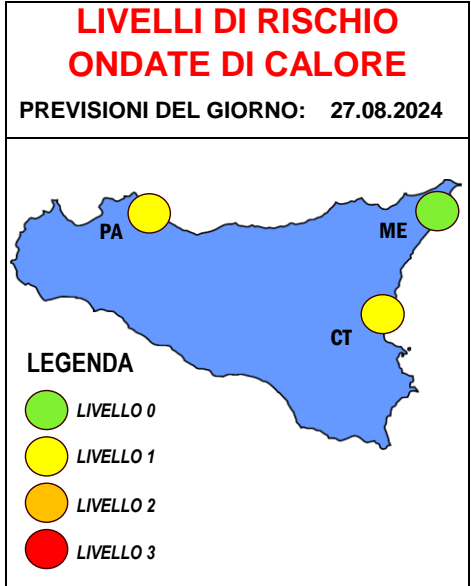 LIVELLI DI RISCHIO
ONDATE DI CALORE
PREVISIONI DEL GIORNO: 27.08.2024
PA
ME
CT
LEGENDA
LIVELLO 0
LIVELLO 1
LIVELLO 2
LIVELLO 3